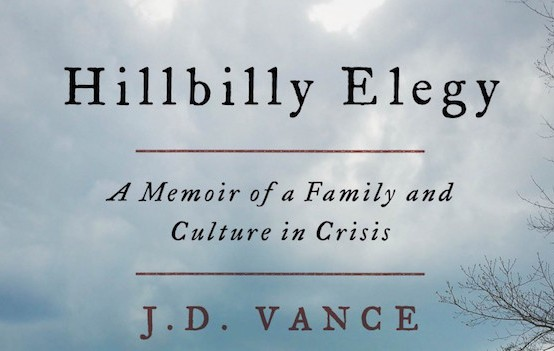 Hillbilly Elegy
A Memoir of a Family and
Culture in Crisis
J.D. VANCE